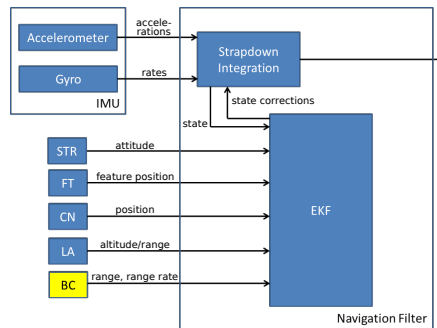 accele-
rations
Accelerometer
Gyro
rates
IMU
Strapdown
Integration
state corrections
state
STR
attitude
FT
feature position
CN
position
LA
altitude/range
BC
range, range rate
EKF
Navigation Filter